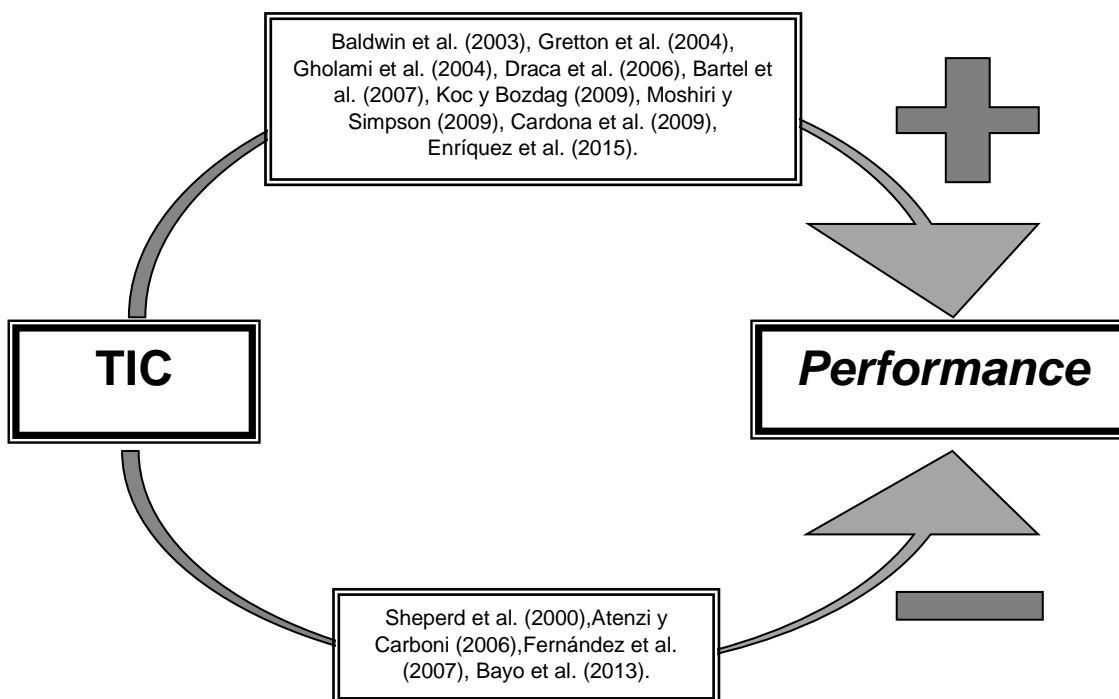 Baldwin et al. (2003), Gretton et al. (2004),
Gholami et al. (2004), Draca et al. (2006), Bartel et
al. (2007), Koc y Bozdag (2009), Moshiri y
Simpson (2009), Cardona et al. (2009),
Enríquez et al. (2015).
TIC
Performance
Sheperd et al. (2000),Atenzi y
Carboni (2006),Fernández et al.
(2007), Bayo et al. (2013).